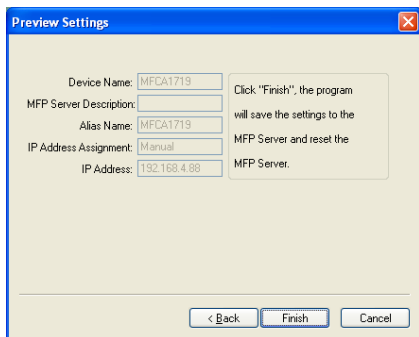 Preview Settings
Device Name: MFCA1719
MFP Server Description:
Alias Name: MFCA1719
IP Address Assignment: Manual
IP Address: 192.168.4.88
Click "Finish", the program
will save the settings to the
MFP Server and reset the
MFP Server.
< Back
Finish
Cancel